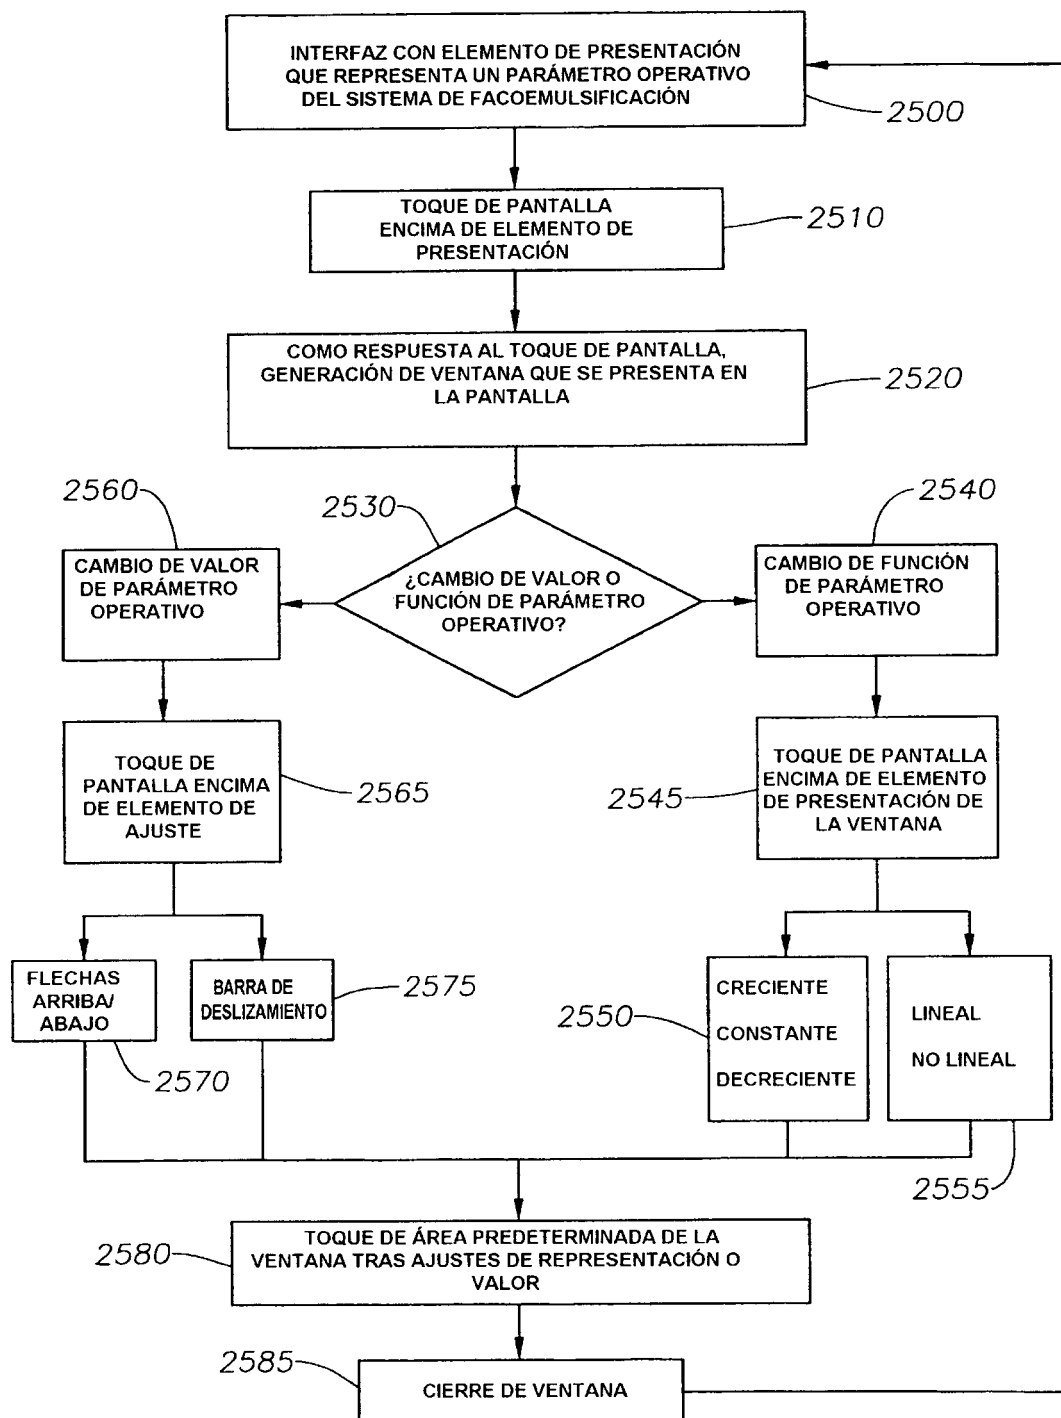 INTERFAZ CON ELEMENTO DE PRESENTACIÓN
QUE REPRESENTA UN PARÁMETRO OPERATIVO
DEL SISTEMA DE FACOEMULSIFICACIÓN
2500
TOQUE DE PANTALLA
ENCIMA DE ELEMENTO DE
PRESENTACIÓN
2510
COMO RESPUESTA AL TOQUE DE PANTALLA,
GENERACIÓN DE VENTANA QUE SE PRESENTA EN
LA PANTALLA
2520
2530
¿CAMBIO DE VALOR O
FUNCIÓN DE PARÁMETRO
OPERATIVO?
2560
CAMBIO DE VALOR
DE PARÁMETRO
OPERATIVO
2540
CAMBIO DE FUNCIÓN
DE PARÁMETRO
OPERATIVO
TOQUE DE
PANTALLA ENCIMA
DE ELEMENTO DE
AJUSTE
2565
2545
TOQUE DE PANTALLA
ENCIMA DE ELEMENTO
DE PRESENTACIÓN DE
LA VENTANA
FLECHAS
ARRIBA/
ABAJO
2570
BARRA DE
DESLIZAMIENTO
2575
2550
CRECIENTE
CONSTANTE
DECRECIENTE
LINEAL
NO LINEAL
2555
2580
TOQUE DE ÁREA PREDETERMINADA DE LA
VENTANA TRAS AJUSTES DE REPRESENTACIÓN O
VALOR
2585
CIERRE DE VENTANA